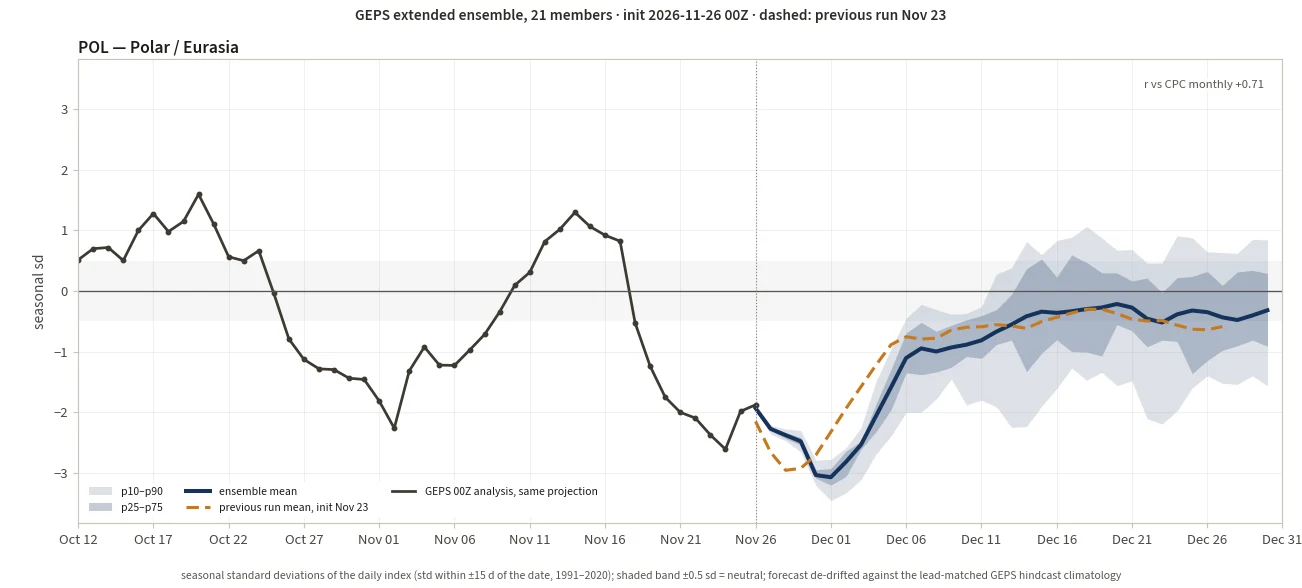 GEPS extended ensemble, 21 members · init 2026-11-26 00Z · dashed: previous run Nov 23
POL — Polar / Eurasia
r vs CPC monthly +0.71
seasonal sd
3
2
1
0
−1
−2
−3
p10–p90
p25–p75
ensemble mean
previous run mean, init Nov 23
GEPS 00Z analysis, same projection
Oct 12 Oct 17 Oct 22 Oct 27 Nov 01 Nov 06 Nov 11 Nov 16 Nov 21 Nov 26 Dec 01 Dec 06 Dec 11 Dec 16 Dec 21 Dec 26 Dec 31
seasonal standard deviations of the daily index (std within ±15 d of the date, 1991–2020); shaded band ±0.5 sd = neutral; forecast de-drifted against the lead-matched GEPS hindcast climatology